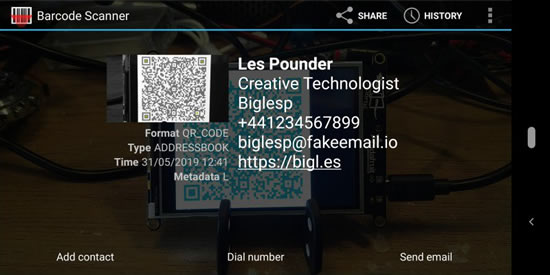 Barcode Scanner
SHARE
HISTORY
Les Pounder
Creative Technologist
Biglesp
+441234567899
biglesp@fakeemail.io
https://bigl.es
Format QR_CODE
Type ADDRESSBOOK
Time 31/05/2019 12:41
Metadata L
Add contact
Dial number
Send email